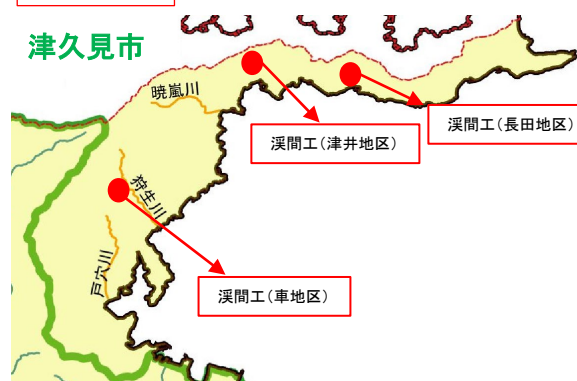 津久見市
暁嵐川
渓間工(長田地区)
渓間工(津井地区)
狩生川
戸穴川
渓間工(車地区)